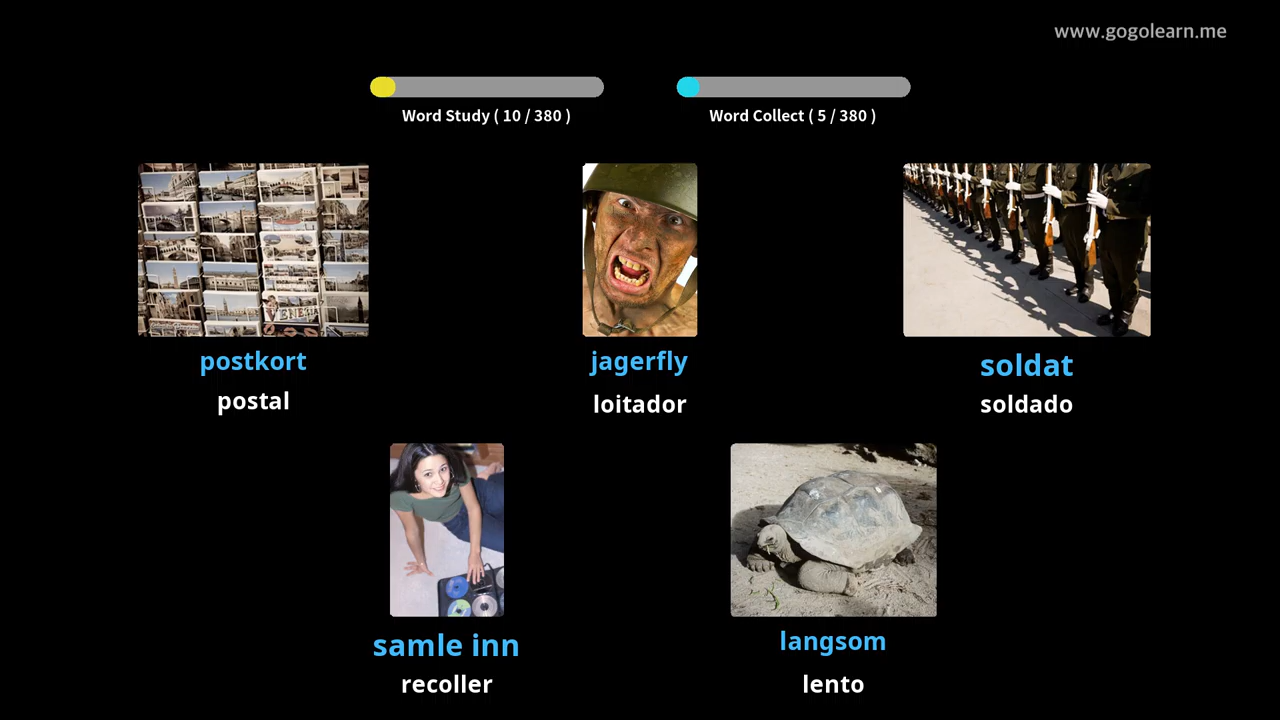 www.gogolearn.me
Word Study ( 10 / 380 )
Word Collect ( 5 / 380 )
postkort
postal
jagerfly
loitador
soldat
soldado
samle inn
recoller
langsom
lento